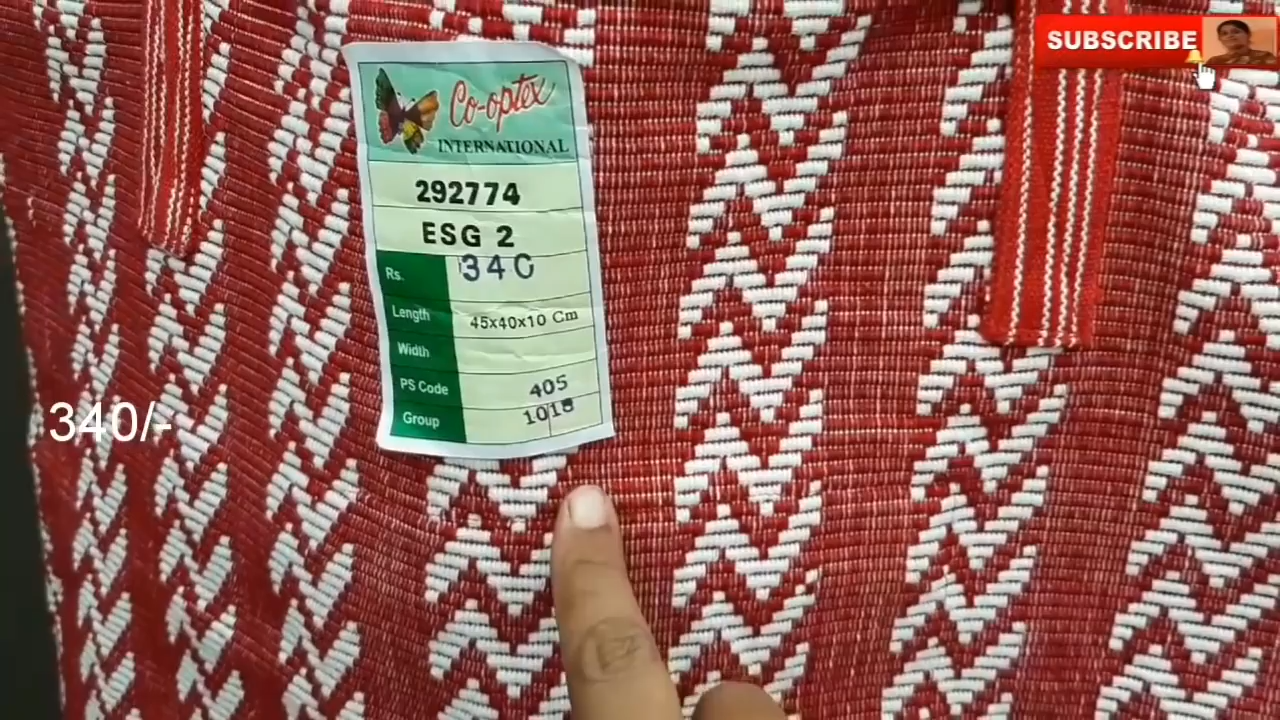 SUBSCRIBE
Co-optex
INTERNATIONAL
292774
ESG 2
Rs. 340
Length 45x40x10 Cm
Width
PS Code 405
Group 1018
340/-